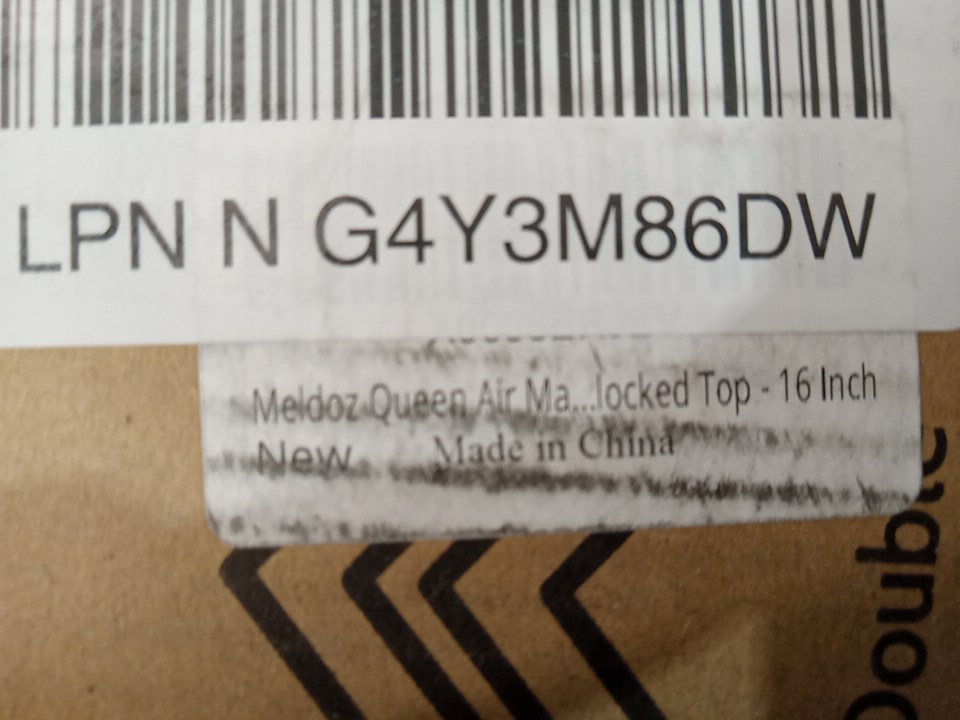 LPN N G4Y3M86DW
Meldoz Queen Air Ma...locked Top - 16 Inch
New Made in China
Double